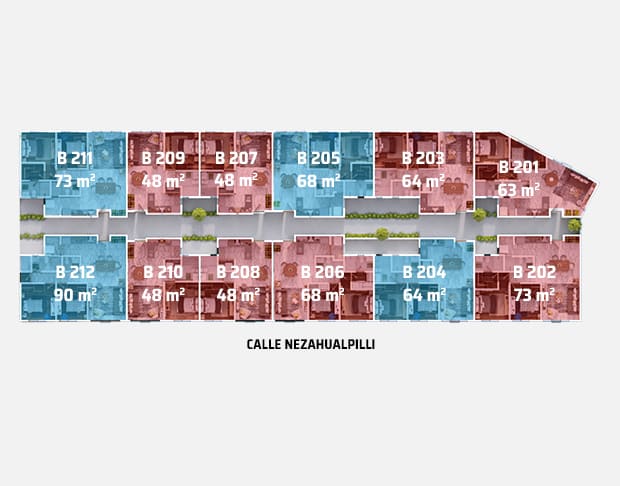 B 211
73 m²
B 209
48 m²
B 207
48 m²
B 205
68 m²
B 203
64 m²
B 201
63 m²
B 212
90 m²
B 210
48 m²
B 208
48 m²
B 206
68 m²
B 204
64 m²
B 202
73 m²
CALLE NEZAHUALPILLI